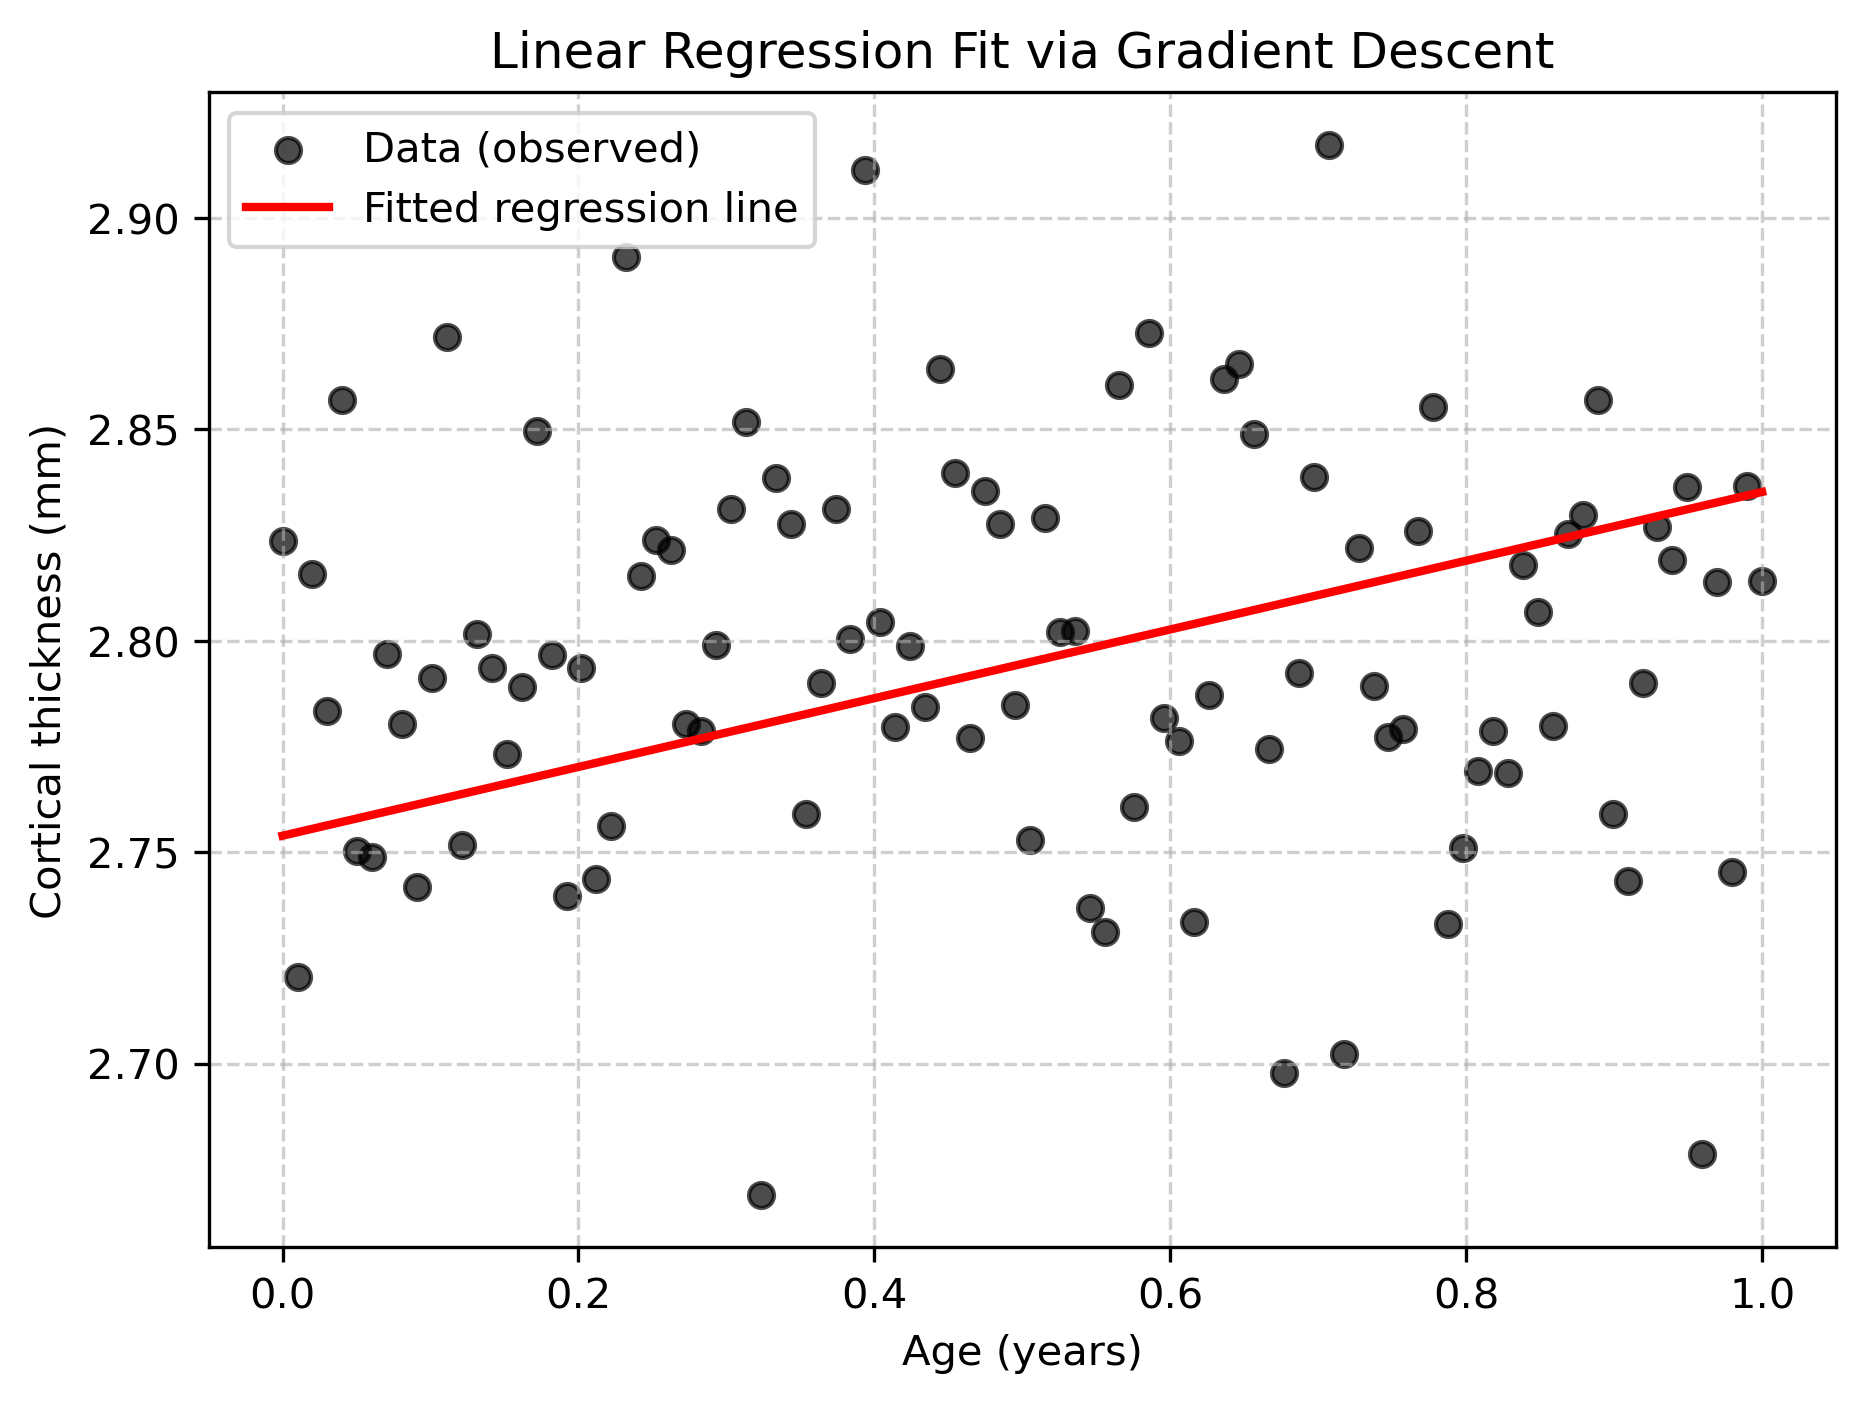 Linear Regression Fit via Gradient Descent
Data (observed)
Fitted regression line
Cortical thickness (mm)
2.90
2.85
2.80
2.75
2.70
0.0 0.2 0.4 0.6 0.8 1.0
Age (years)